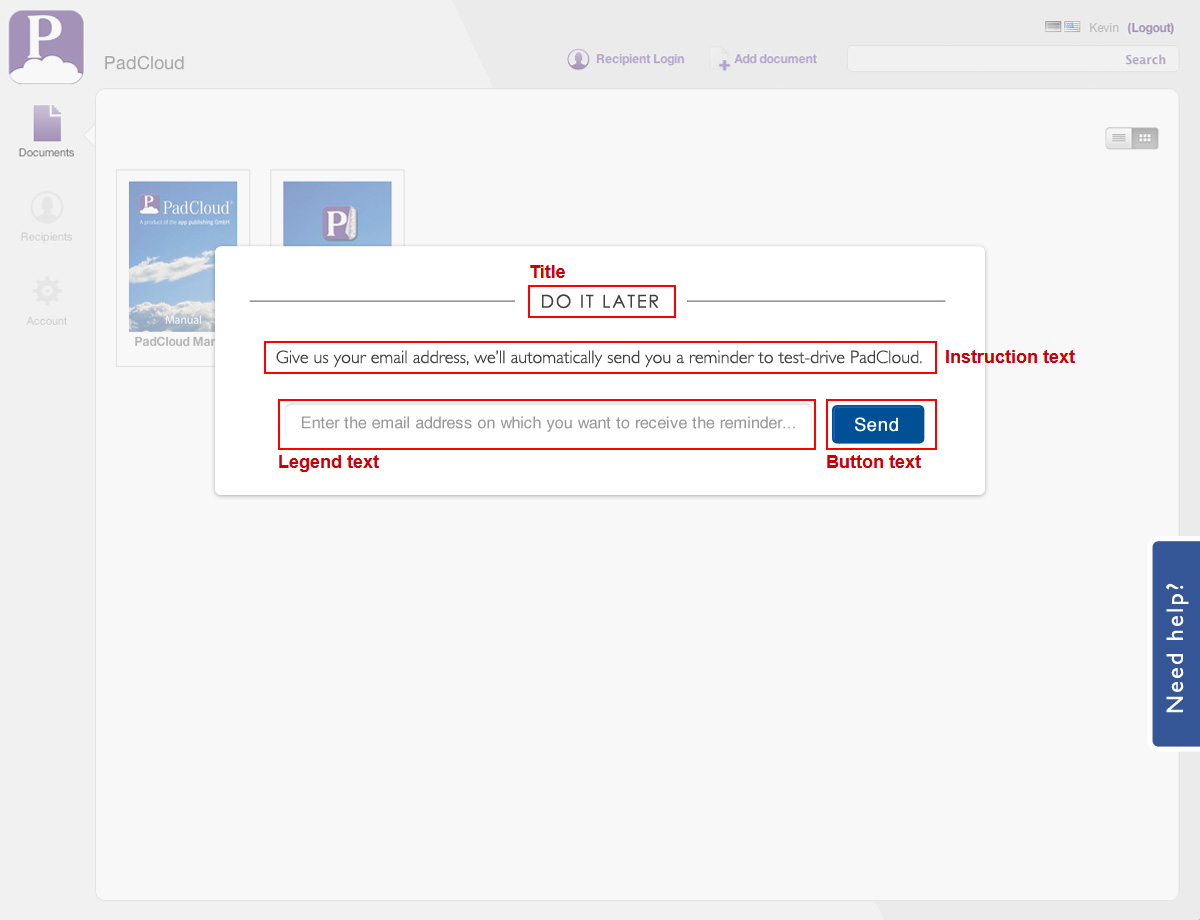 P
Kevin (Logout)
PadCloud
Recipient Login
Add document
Search
Documents
Recipients
Account
P PadCloud
A product of the app publishing GmbH
P
Manual
PadCloud Mar
Title
DO IT LATER
Give us your email address, we'll automatically send you a reminder to test-drive PadCloud.
Instruction text
Enter the email address on which you want to receive the reminder...
Send
Legend text
Button text
Need help?